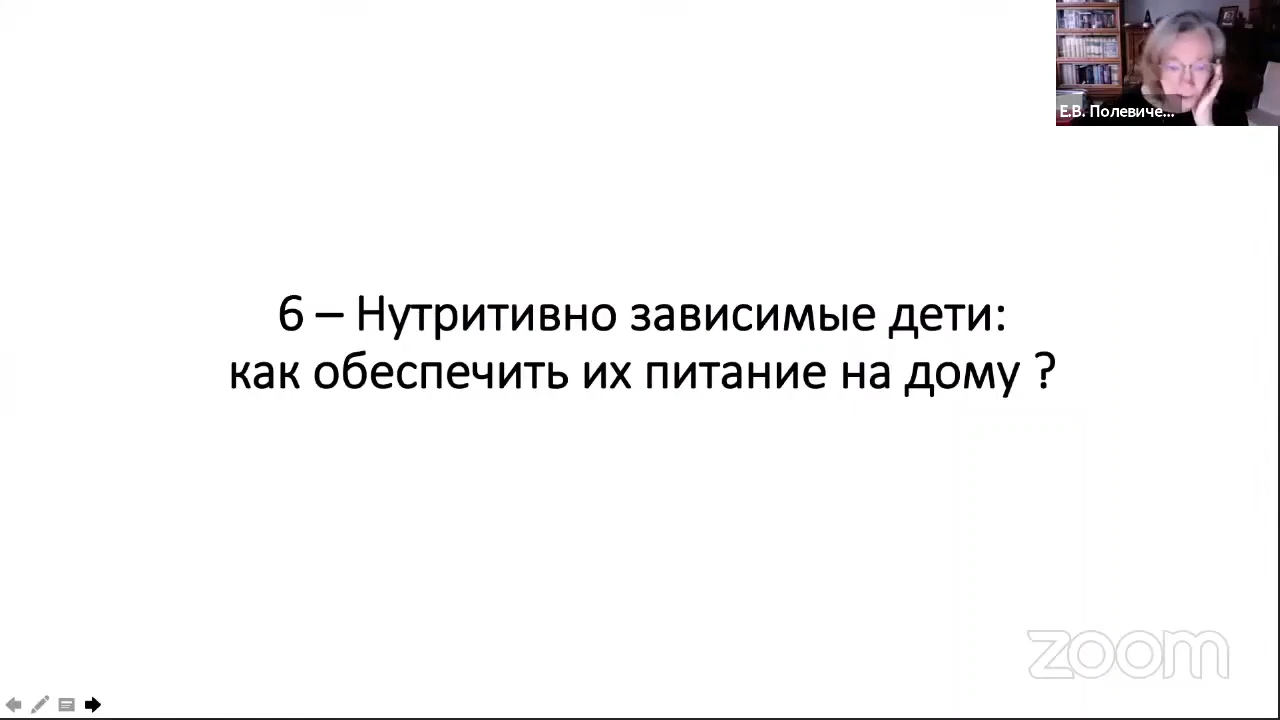 Е.В. Полевиче...
6 – Нутритивно зависимые дети:
как обеспечить их питание на дому ?
zoom